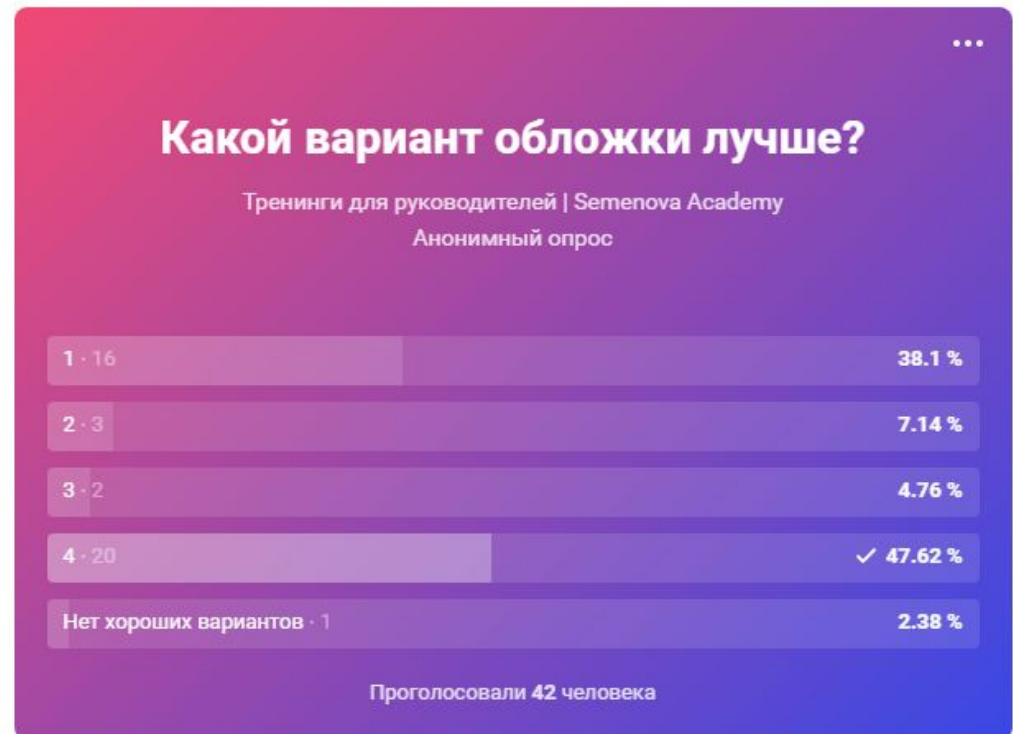 Какой вариант обложки лучше?
Тренинги для руководителей | Semenova Academy
Анонимный опрос
1 · 16 38.1 %
2 · 3 7.14 %
3 · 2 4.76 %
4 · 20 47.62 %
Нет хороших вариантов · 1 2.38 %
Проголосовали 42 человека